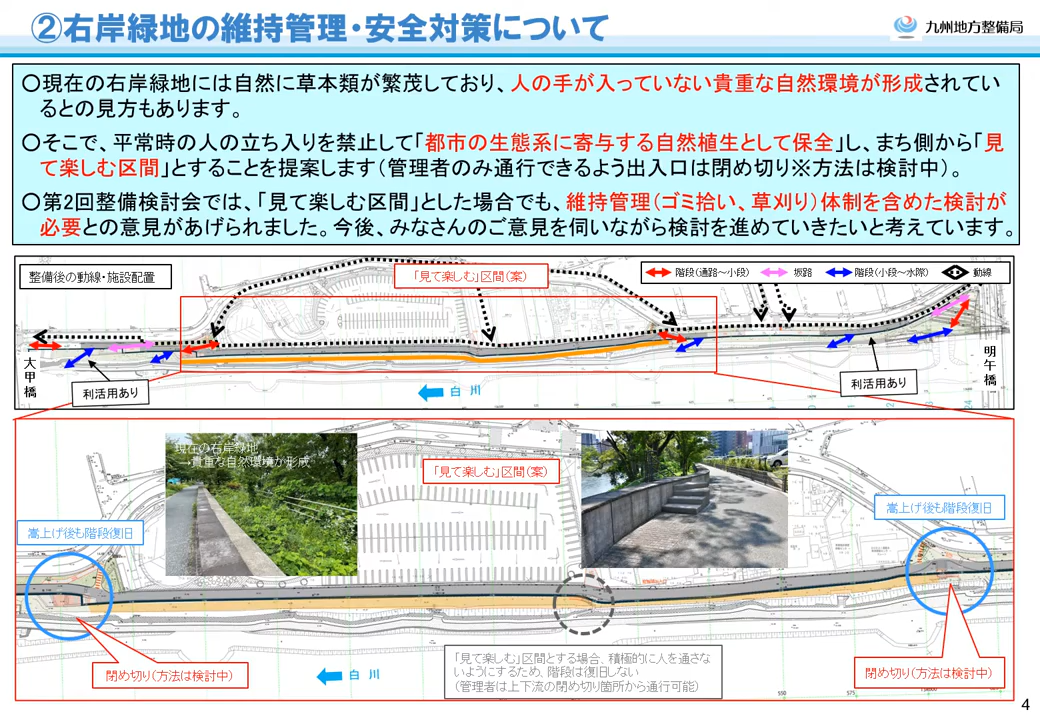 ②右岸緑地の維持管理・安全対策について
九州地方整備局
〇現在の右岸緑地には自然に草本類が繁茂しており、人の手が入っていない貴重な自然環境が形成されてい
るとの見方もあります。
〇そこで、平常時の人の立ち入りを禁止して「都市の生態系に寄与する自然植生として保全」し、まち側から「見
て楽しむ区間」とすることを提案します(管理者のみ通行できるよう出入口は閉め切り※方法は検討中)。
〇第2回整備検討会では、「見て楽しむ区間」とした場合でも、維持管理(ゴミ拾い、草刈り)体制を含めた検討が
必要との意見があげられました。今後、みなさんのご意見を伺いながら検討を進めていきたいと考えています。
整備後の動線・施設配置
「見て楽しむ」区間(案)
階段(通路~小段)
坂路
階段(小段~水際)
動線
大甲橋
利活用あり
白川
利活用あり
明午橋
現在の右岸緑地
→貴重な自然環境が形成
「見て楽しむ」区間(案)
嵩上げ後も階段復旧
嵩上げ後も階段復旧
閉め切り(方法は検討中)
白川
「見て楽しむ」区間とする場合、積極的に人を通さな
いようにするため、階段は復旧しない
(管理者は上下流の閉め切り箇所から通行可能)
閉め切り(方法は検討中)
550
575
4